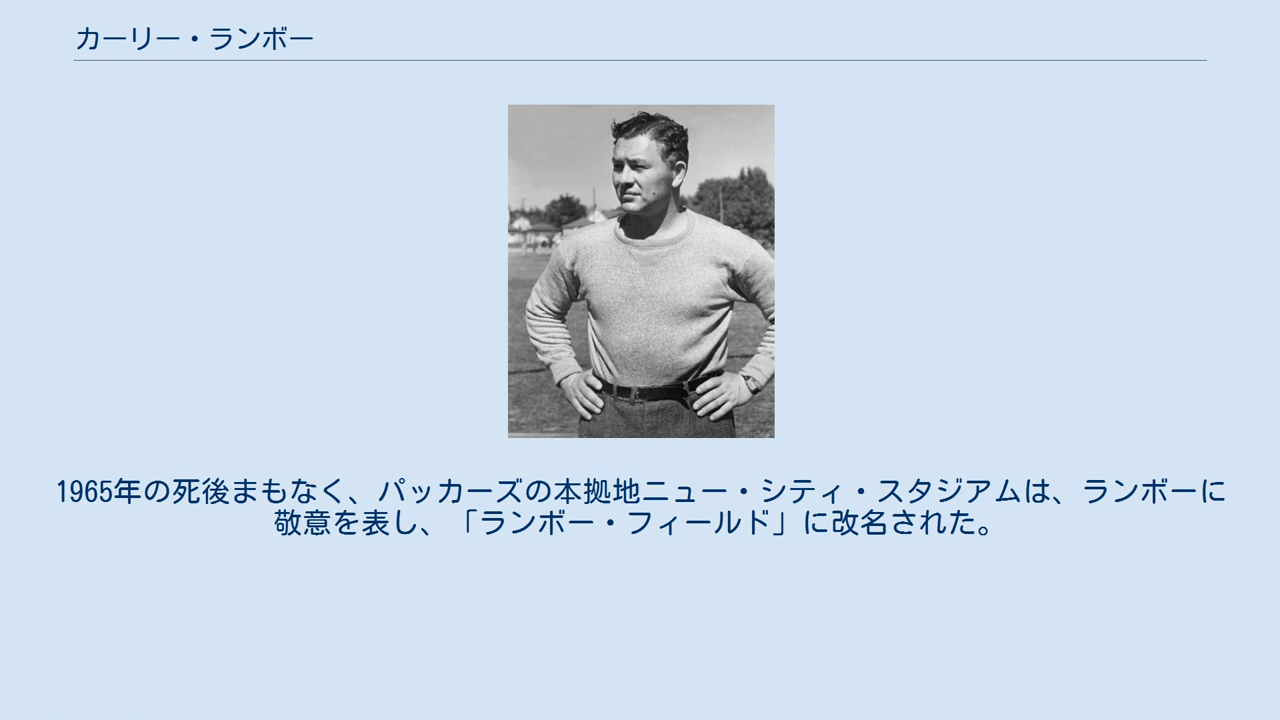 カーリー・ランボー
1965年の死後まもなく、パッカーズの本拠地ニュー・シティ・スタジアムは、ランボーに
敬意を表し、「ランボー・フィールド」に改名された。